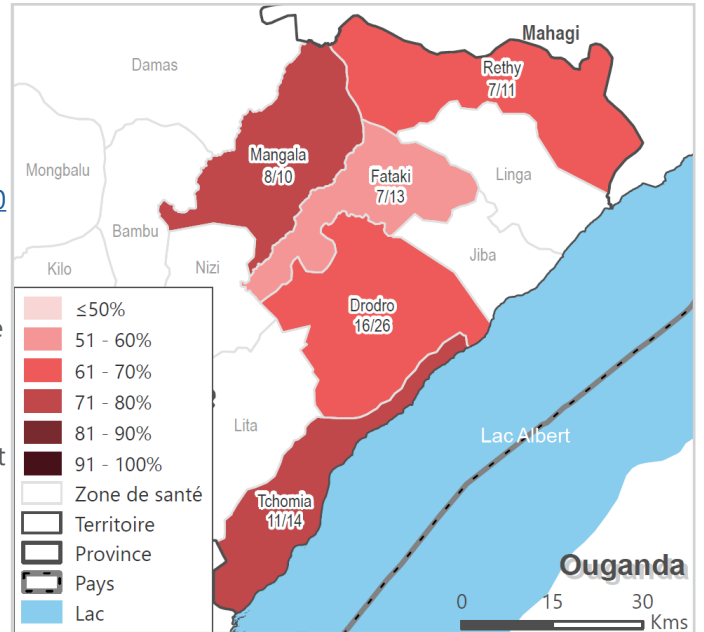 Mahagi
Damas
Rethy
7/11
Mangala
8/10
Mongbalu
Fataki
7/13
Linga
0
Bambu
Kilo
Nizi
Jiba
Drodro
16/26
e
Lita
t
Lac Albert
Tchomia
11/14
Ouganda
≤50%
51 - 60%
61 - 70%
71 - 80%
81 - 90%
91 - 100%
Zone de santé
Territoire
Province
Pays
Lac
0 15 30
Kms